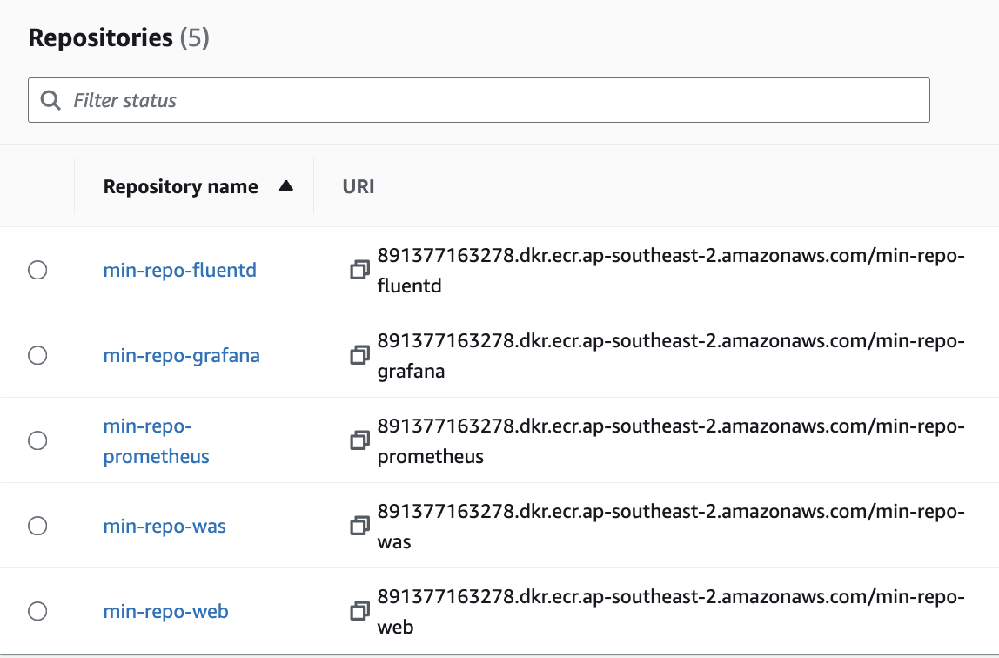 Repositories (5)
Filter status
Repository name ▲ URI
min-repo-fluentd
891377163278.dkr.ecr.ap-southeast-2.amazonaws.com/min-repo-
fluentd
min-repo-grafana
891377163278.dkr.ecr.ap-southeast-2.amazonaws.com/min-repo-
grafana
min-repo-
prometheus
891377163278.dkr.ecr.ap-southeast-2.amazonaws.com/min-repo-
prometheus
min-repo-was
891377163278.dkr.ecr.ap-southeast-2.amazonaws.com/min-repo-
was
min-repo-web
891377163278.dkr.ecr.ap-southeast-2.amazonaws.com/min-repo-
web